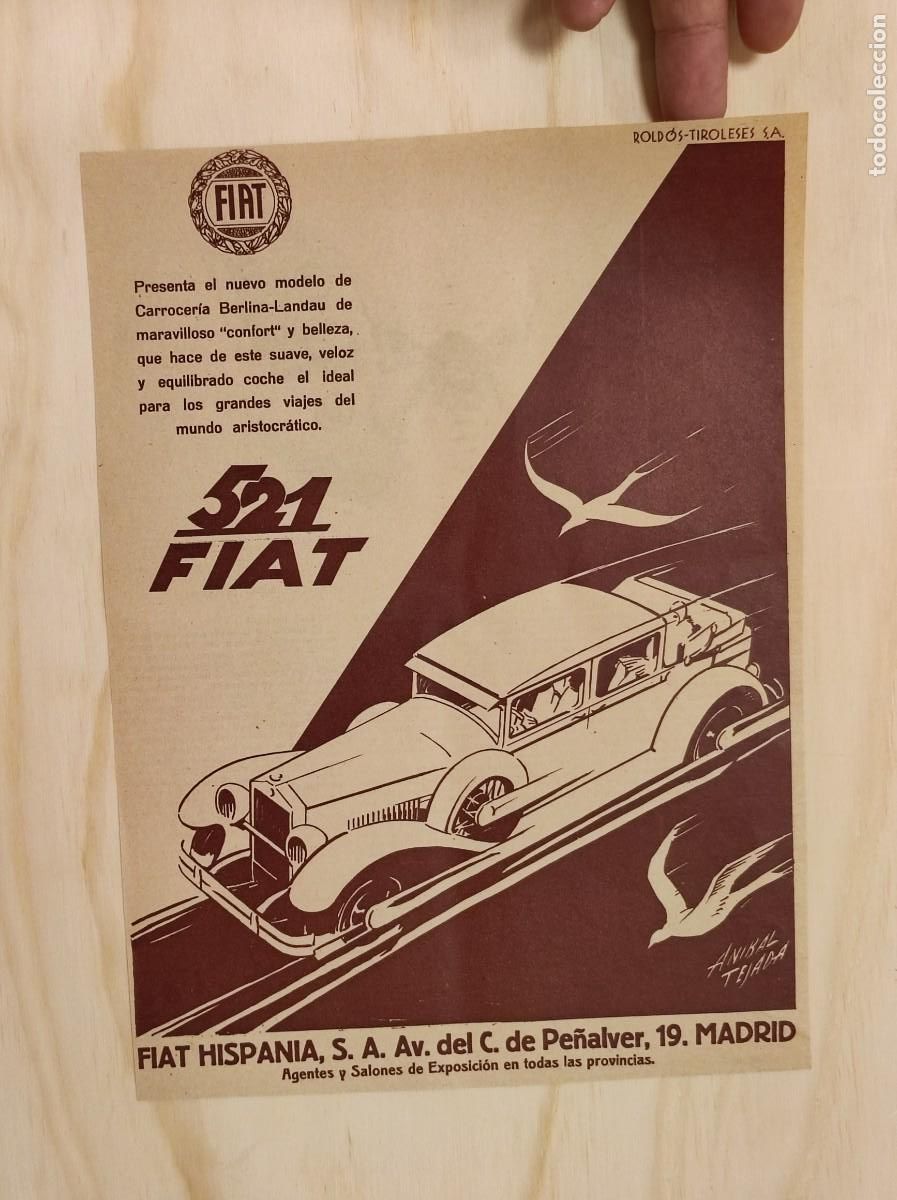 ROLDÓS-TIROLESES S.A.
FIAT
Presenta el nuevo modelo de
Carrocería Berlina-Landau de
maravilloso "confort" y belleza,
que hace de este suave, veloz
y equilibrado coche el ideal
para los grandes viajes del
mundo aristocrático.
521
FIAT
ANIBAL
TEJADA
FIAT HISPANIA, S. A. Av. del C. de Peñalver, 19. MADRID
Agentes y Salones de Exposición en todas las provincias.
todocoleccion